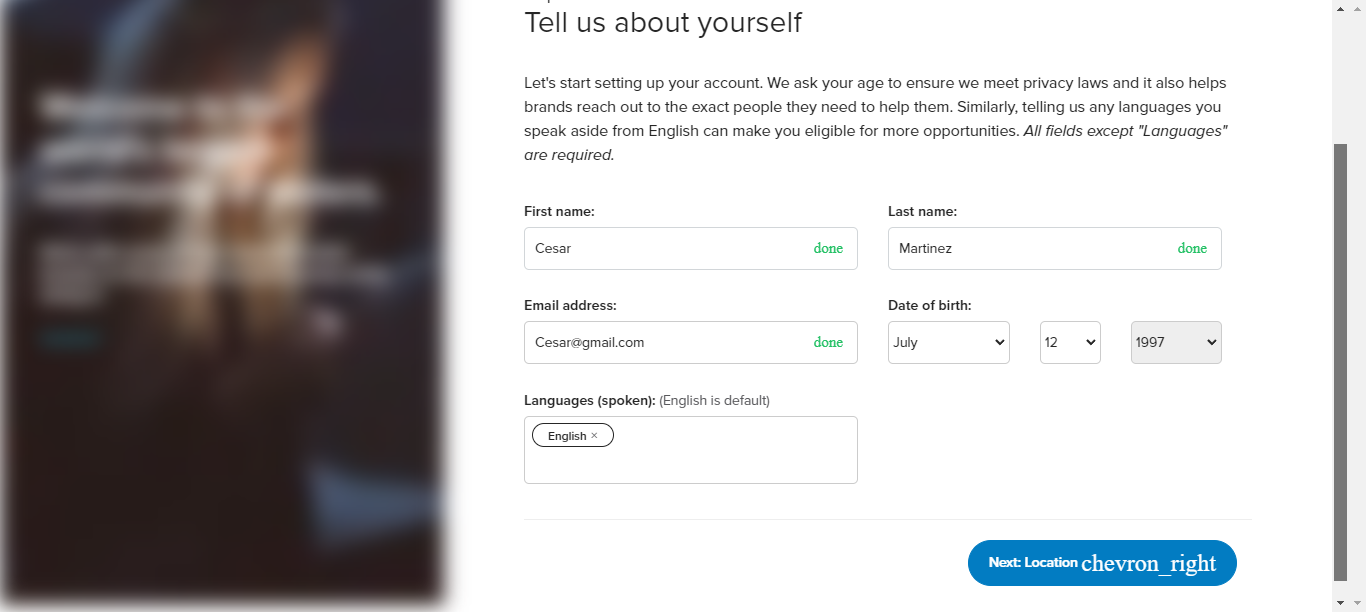 Tell us about yourself
Let's start setting up your account. We ask your age to ensure we meet privacy laws and it also helps
brands reach out to the exact people they need to help them. Similarly, telling us any languages you
speak aside from English can make you eligible for more opportunities. All fields except "Languages"
are required.
First name:
Last name:
Cesar done
Martinez done
Email address:
Date of birth:
Cesar@gmail.com done
July 12 1997
Languages (spoken): (English is default)
English ×
Next: Location chevron_right